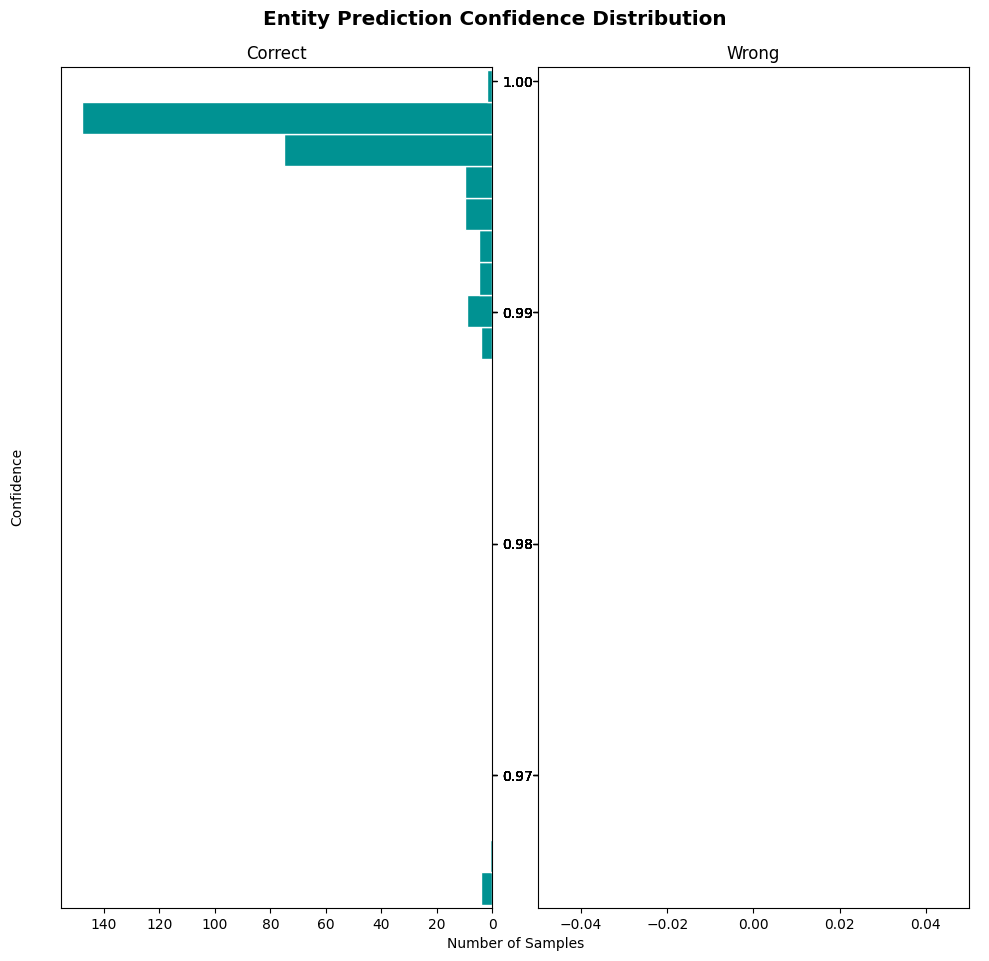 Entity Prediction Confidence Distribution
Correct
Wrong
1.00
0.99
0.98
0.97
Confidence
140 120 100 80 60 40 20 0
−0.04 −0.02 0.00 0.02 0.04
Number of Samples